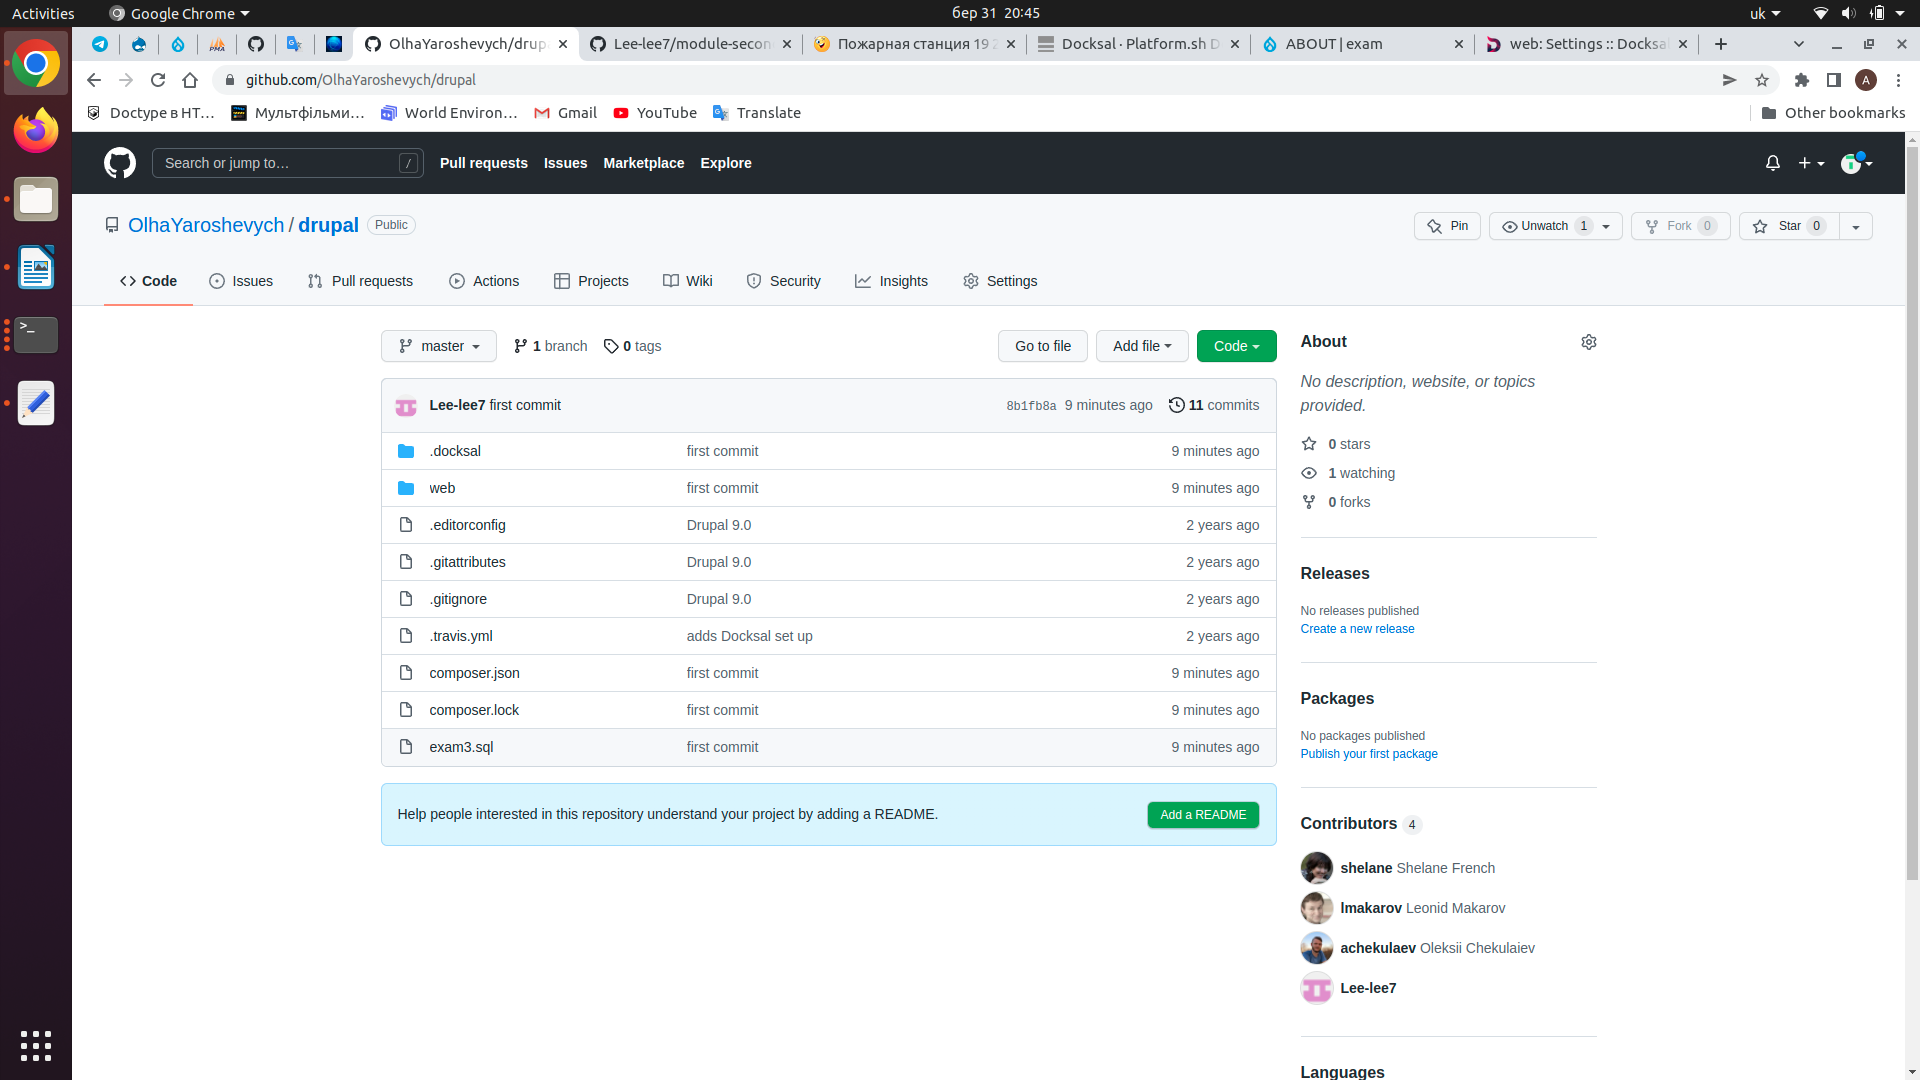 Activities
Google Chrome
бер 31 20:45
uk
OlhaYaroshevych/drup
Lee-lee7/module-secon
Пожарная станция 19 2
Docksal · Platform.sh D
ABOUT | exam
web: Settings :: Docksal
github.com/OlhaYaroshevych/drupal
A
Doctype в HT…
Мультфільми…
World Environ…
Gmail
YouTube
Translate
Other bookmarks
Search or jump to…
/
Pull requests
Issues
Marketplace
Explore
OlhaYaroshevych / drupal
Public
Pin
Unwatch 1
Fork 0
Star 0
Code
Issues
Pull requests
Actions
Projects
Wiki
Security
Insights
Settings
master
1 branch
0 tags
Go to file
Add file
Code
Lee-lee7 first commit
8b1fb8a 9 minutes ago
11 commits
.docksal first commit 9 minutes ago
web first commit 9 minutes ago
.editorconfig Drupal 9.0 2 years ago
.gitattributes Drupal 9.0 2 years ago
.gitignore Drupal 9.0 2 years ago
.travis.yml adds Docksal set up 2 years ago
composer.json first commit 9 minutes ago
composer.lock first commit 9 minutes ago
exam3.sql first commit 9 minutes ago
Help people interested in this repository understand your project by adding a README.
Add a README
About
No description, website, or topics
provided.
0 stars
1 watching
0 forks
Releases
No releases published
Create a new release
Packages
No packages published
Publish your first package
Contributors 4
shelane Shelane French
lmakarov Leonid Makarov
achekulaev Oleksii Chekulaiev
Lee-lee7
Languages